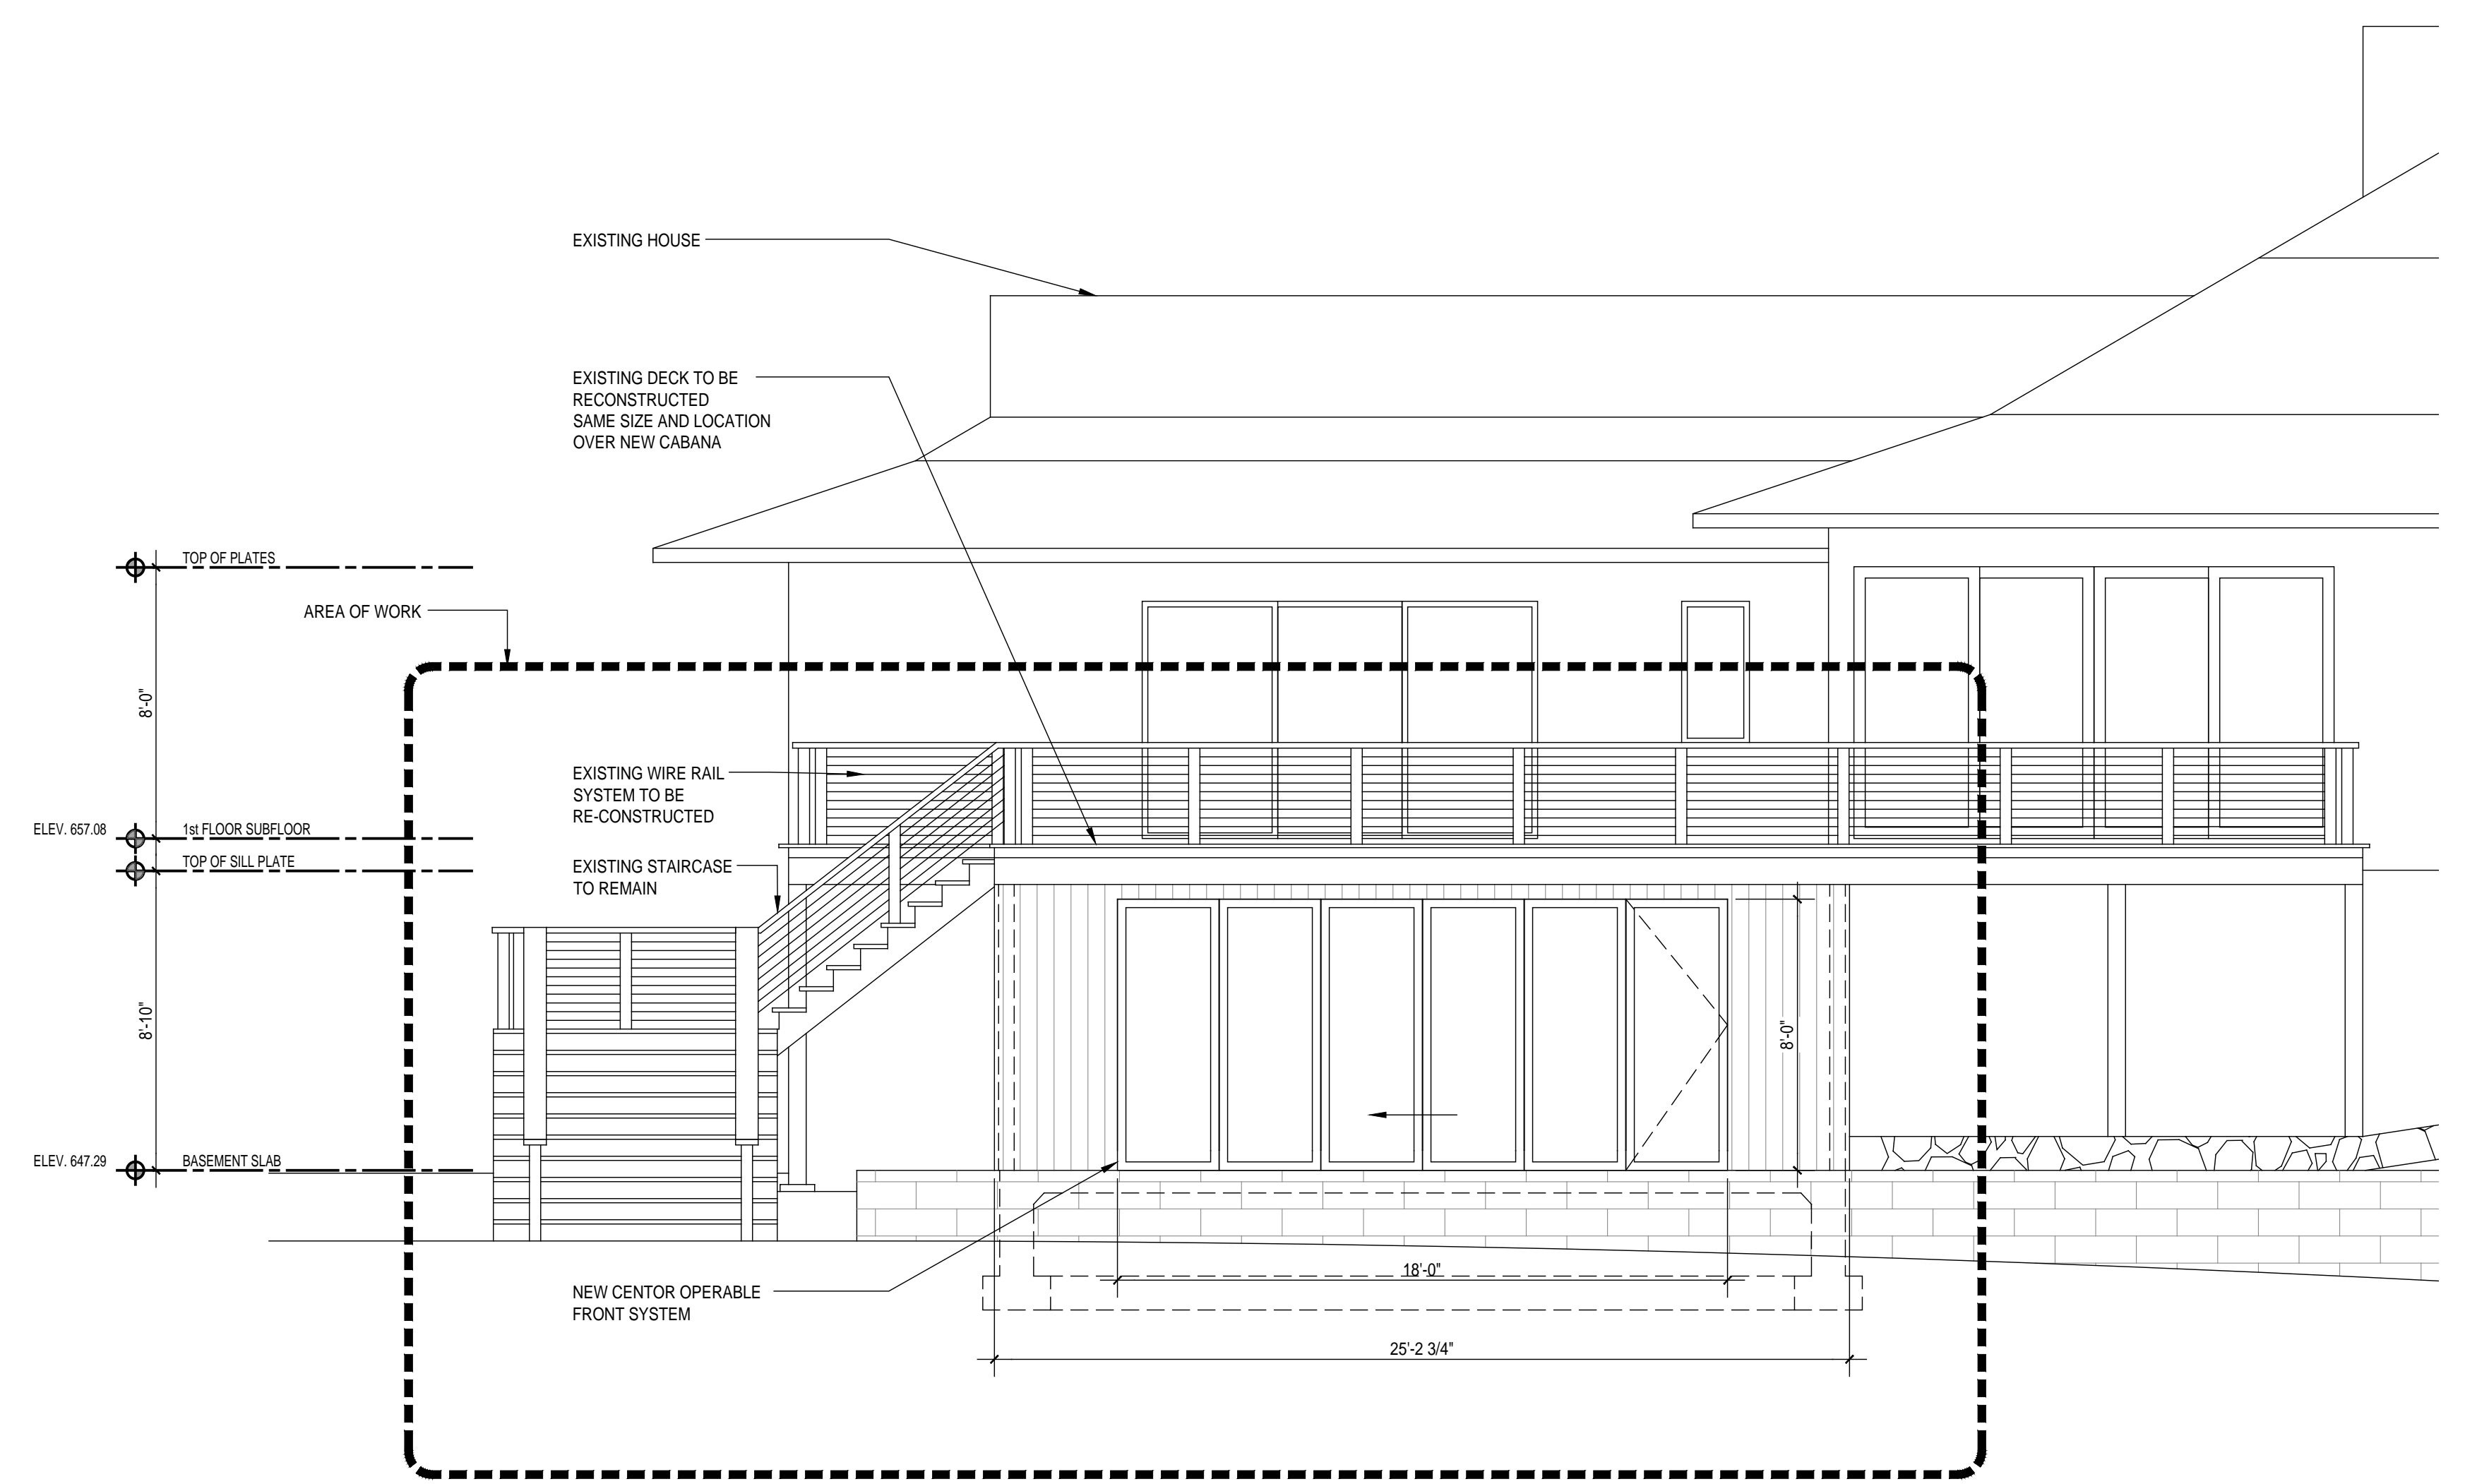 EXISTING HOUSE
EXISTING DECK TO BE
RECONSTRUCTED
SAME SIZE AND LOCATION
OVER NEW CABANA
TOP OF PLATES
AREA OF WORK
8'-0"
EXISTING WIRE RAIL
SYSTEM TO BE
RE-CONSTRUCTED
ELEV. 657.08
1st FLOOR SUBFLOOR
TOP OF SILL PLATE
EXISTING STAIRCASE
TO REMAIN
8'-10"
8'-0"
ELEV. 647.29
BASEMENT SLAB
18'-0"
NEW CENTOR OPERABLE
FRONT SYSTEM
25'-2 3/4"